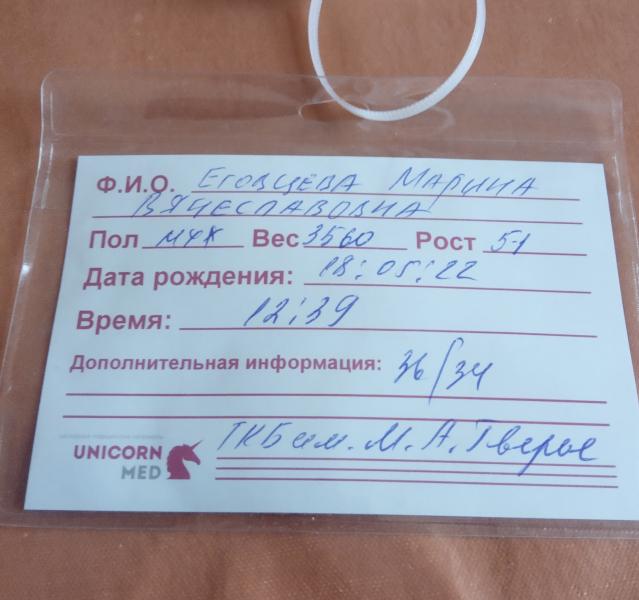 Ф.И.О. Еговцева Марина
Вячеславовна
Пол муж Вес 3560 Рост 51
Дата рождения: 18:05:22
Время: 12:39
Дополнительная информация: 36/34
ТКБ им. М. А. Тверье
UNICORN
MED